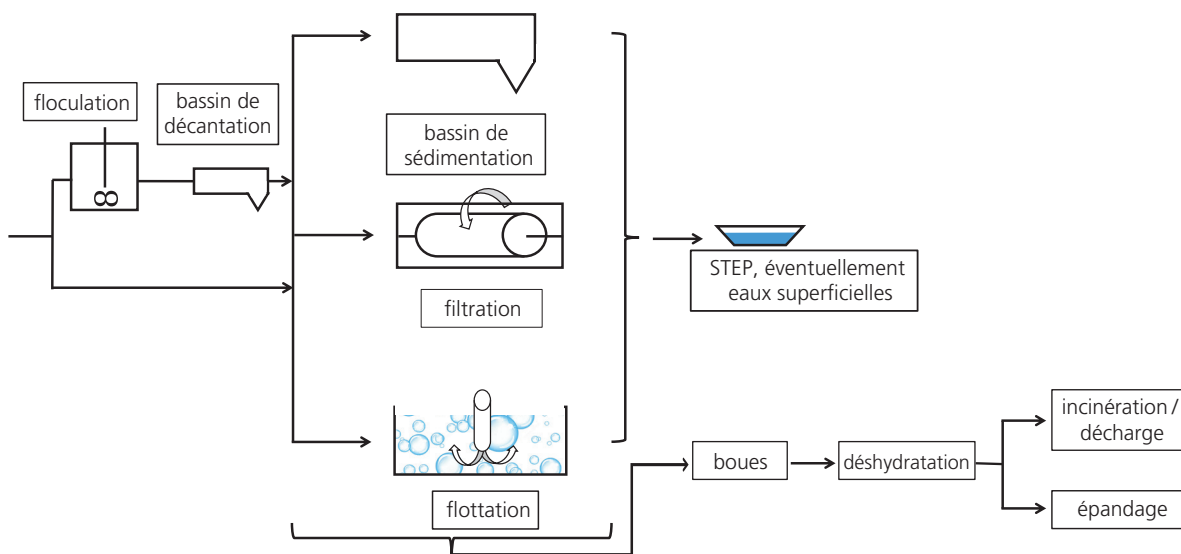 floculation
bassin de
décantation
bassin de
sédimentation
filtration
STEP, éventuellement
eaux superficielles
flottation
boues
déshydratation
incinération /
décharge
épandage